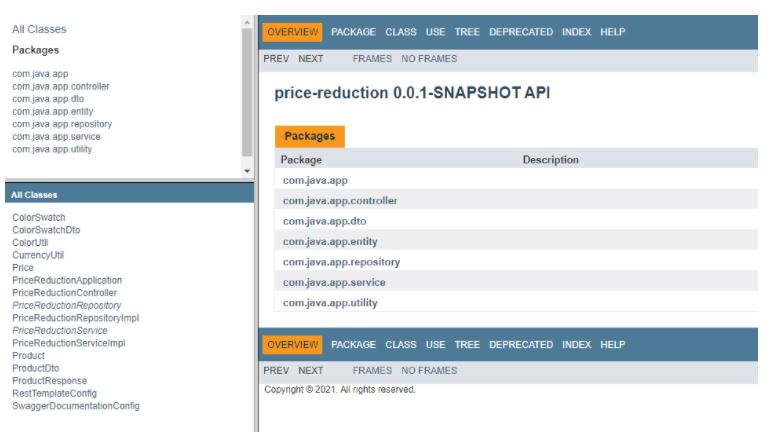 All Classes
Packages
com.java.app
com.java.app.controller
com.java.app.dto
com.java.app.entity
com.java.app.repository
com.java.app.service
com.java.app.utility
All Classes
ColorSwatch
ColorSwatchDto
ColorUtil
CurrencyUtil
Price
PriceReductionApplication
PriceReductionController
PriceReductionRepository
PriceReductionRepositoryImpl
PriceReductionService
PriceReductionServiceImpl
Product
ProductDto
ProductResponse
RestTemplateConfig
SwaggerDocumentationConfig
OVERVIEW PACKAGE CLASS USE TREE DEPRECATED INDEX HELP
PREV NEXT FRAMES NO FRAMES
price-reduction 0.0.1-SNAPSHOT API
Packages
Package Description
com.java.app
com.java.app.controller
com.java.app.dto
com.java.app.entity
com.java.app.repository
com.java.app.service
com.java.app.utility
OVERVIEW PACKAGE CLASS USE TREE DEPRECATED INDEX HELP
PREV NEXT FRAMES NO FRAMES
Copyright © 2021. All rights reserved.